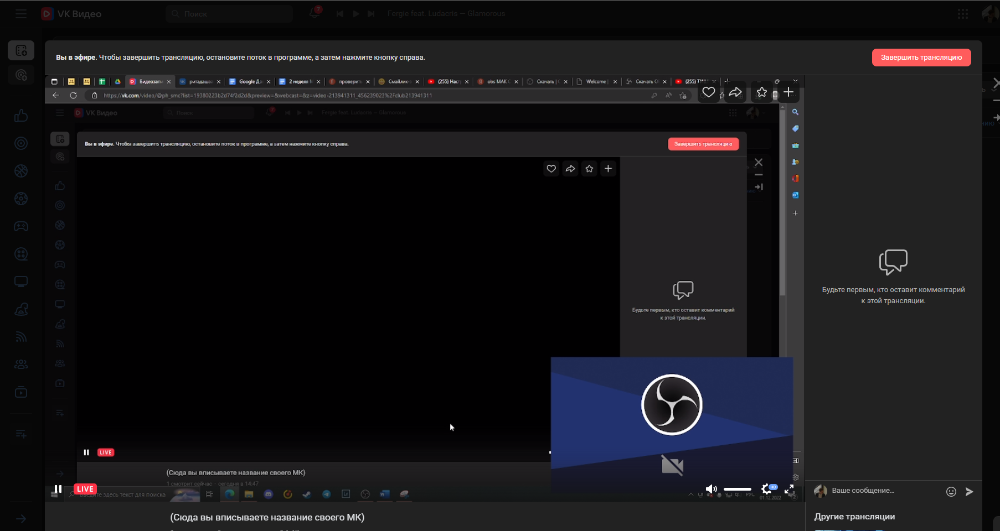 VK Видео
Поиск
7
Fergie feat. Ludacris — Glamorous
Вы в эфире. Чтобы завершить трансляцию, остановите поток в программе, а затем нажмите кнопку справа.
Завершить трансляцию
Видеозапи
ритадашаа
Google До
2 неделя М
проверить
Смайлик
(255) Наст
obs МАК С
Скачать | С
Welcome |
Скачать O
(255)
https://vk.com/video/@ph_smc?list=19380223b2d74f2d2d&preview=&webcast=&z=video-213941311_456239023%2Fclub213941311
VK Видео
Поиск
Fergie feat. Ludacris — Glamorous
Вы в эфире. Чтобы завершить трансляцию, остановите поток в программе, а затем нажмите кнопку справа.
Завершить трансляцию
Будьте первым, кто оставит комментарий
к этой трансляции.
Будьте первым, кто оставит комментарий
к этой трансляции.
LIVE
(Сюда вы вписываете название своего МК)
1 смотрит сейчас · сегодня в 14:47
LIVE
здесь текст для поиска
HD
01.12.2022
Ваше сообщение...
(Сюда вы вписываете название своего МК)
Другие трансляции